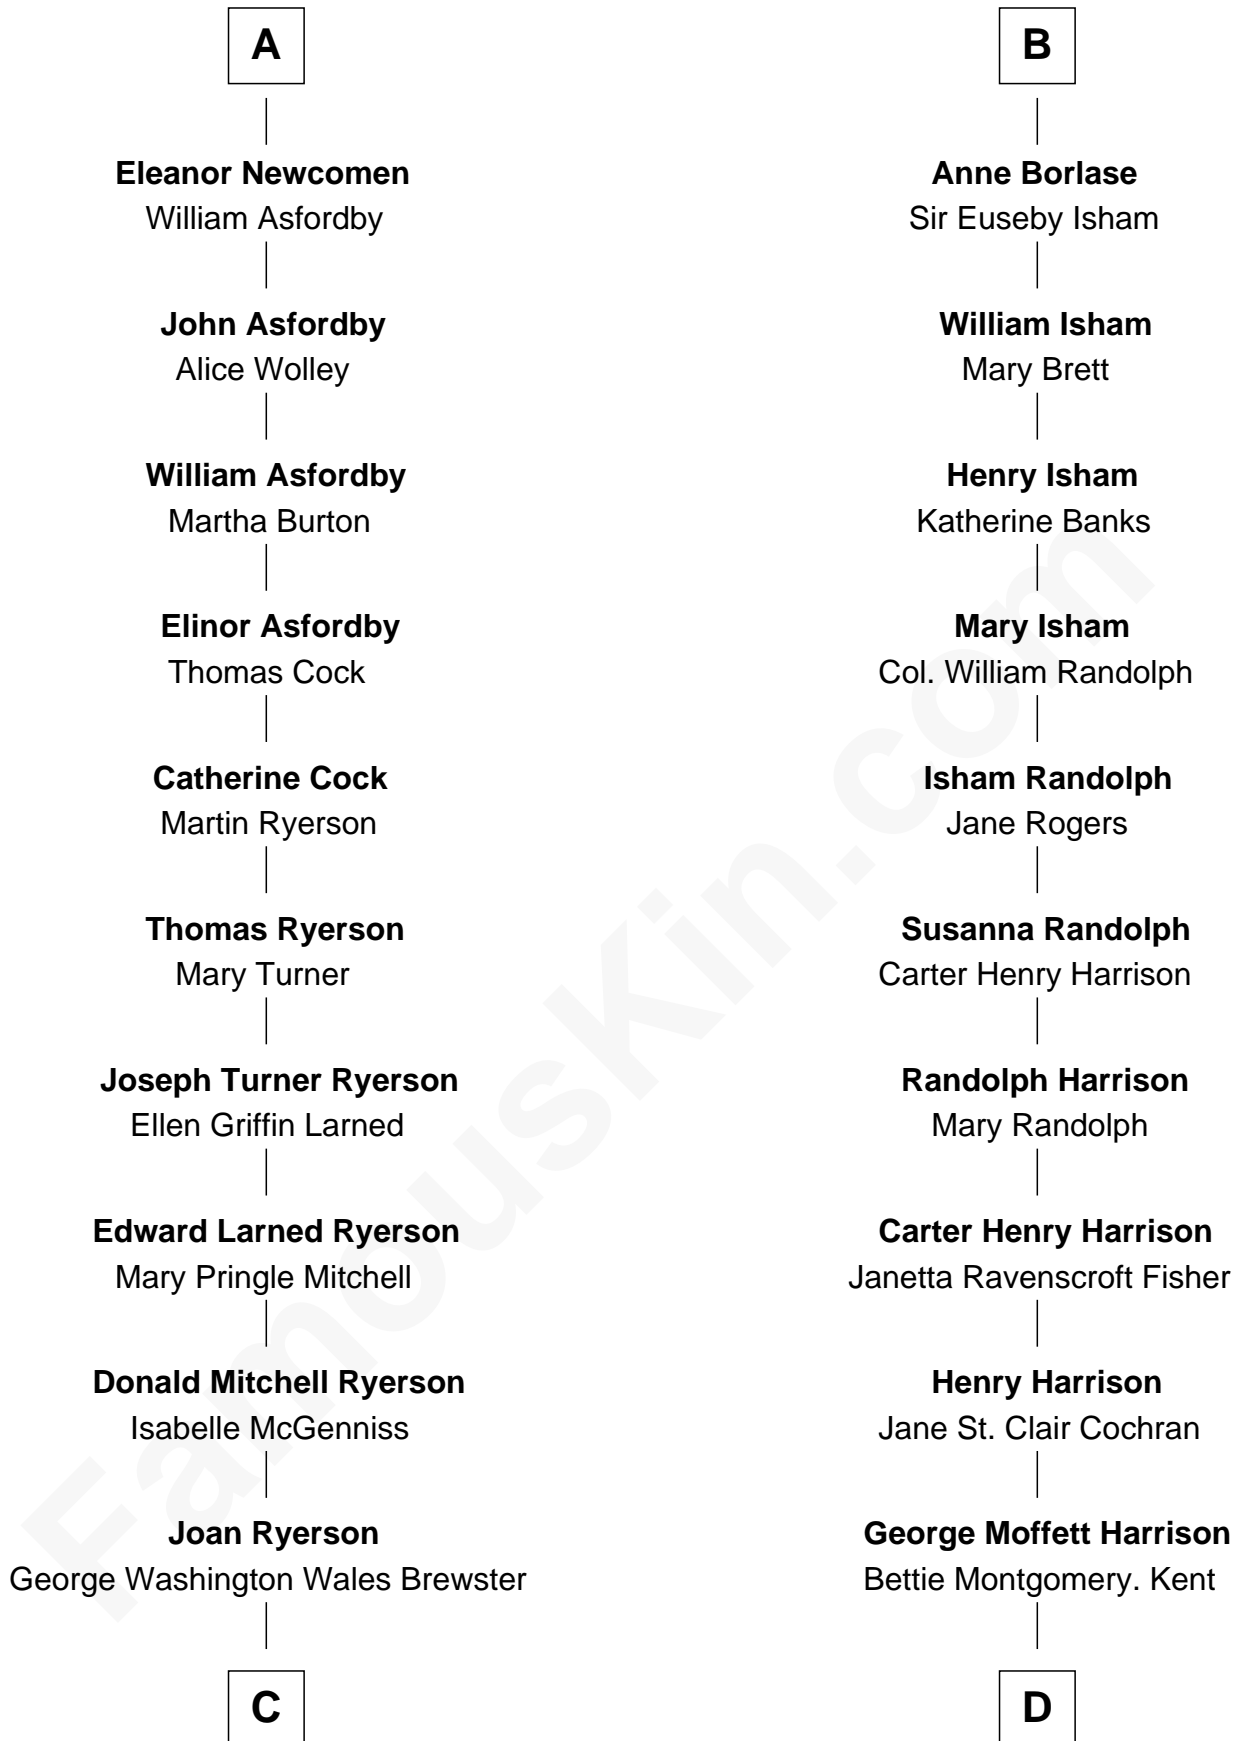 A
Eleanor Newcomen
William Asfordby
John Asfordby
Alice Wolley
William Asfordby
Martha Burton
Elinor Asfordby
Thomas Cock
Catherine Cock
Martin Ryerson
Thomas Ryerson
Mary Turner
Joseph Turner Ryerson
Ellen Griffin Larned
Edward Larned Ryerson
Mary Pringle Mitchell
Donald Mitchell Ryerson
Isabelle McGenniss
Joan Ryerson
George Washington Wales Brewster
C
B
Anne Borlase
Sir Euseby Isham
William Isham
Mary Brett
Henry Isham
Katherine Banks
Mary Isham
Col. William Randolph
Isham Randolph
Jane Rogers
Susanna Randolph
Carter Henry Harrison
Randolph Harrison
Mary Randolph
Carter Henry Harrison
Janetta Ravenscroft Fisher
Henry Harrison
Jane St. Clair Cochran
George Moffett Harrison
Bettie Montgomery. Kent
D
FamousKin.com